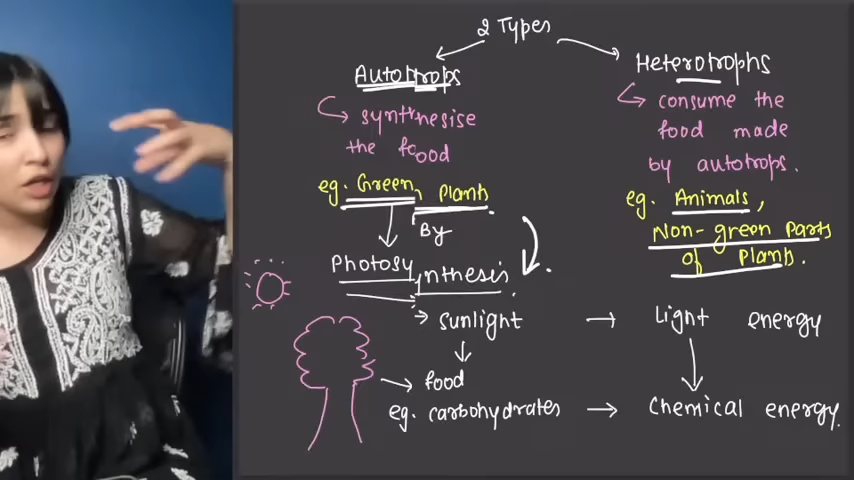 2 Types
Autotrops
↳ synthesise
the food
eg. Green Plants
By
Photosynthesis
→ sunlight → Light energy
↓
food
eg. carbohydrates → Chemical energy.
Heterotrophs
↳ consume the
food made
by autotrops.
eg. Animals,
Non-green Parts
of Plants.